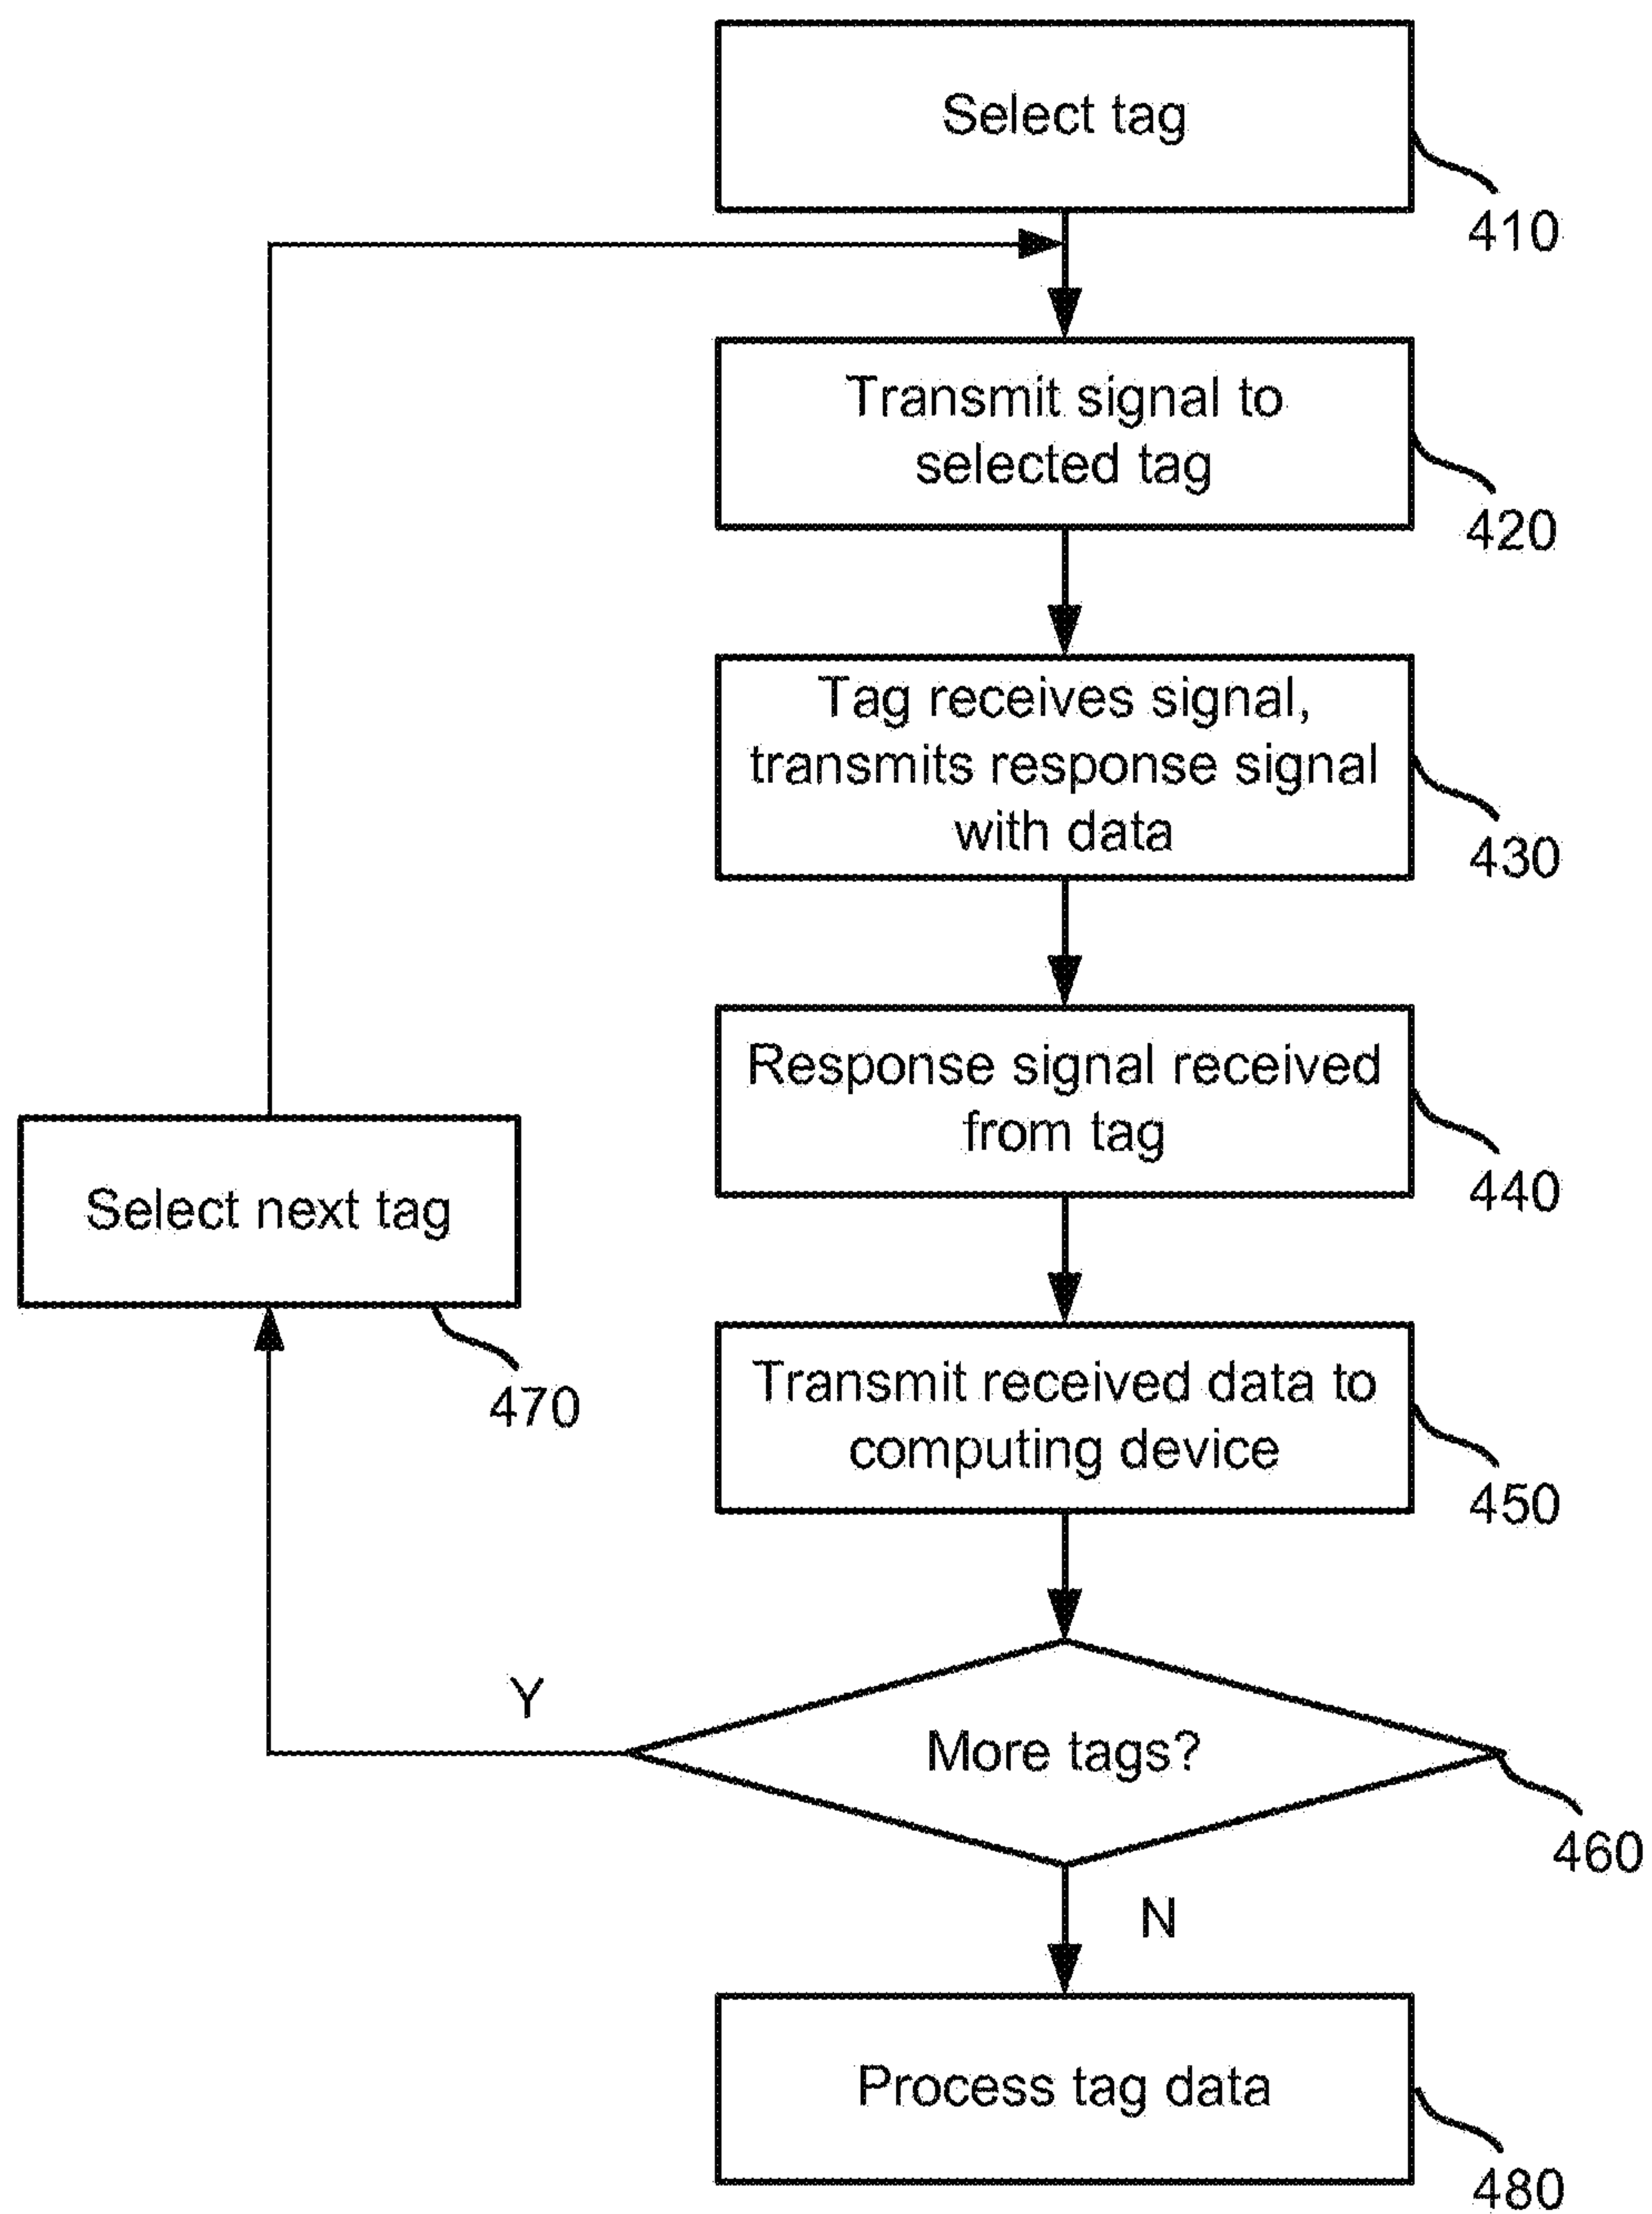 Select tag
410
Transmit signal to
selected tag
420
Tag receives signal,
transmits response signal
with data
430
Response signal received
from tag
440
Select next tag
470
Transmit received data to
computing device
450
Y
More tags?
460
N
Process tag data
480